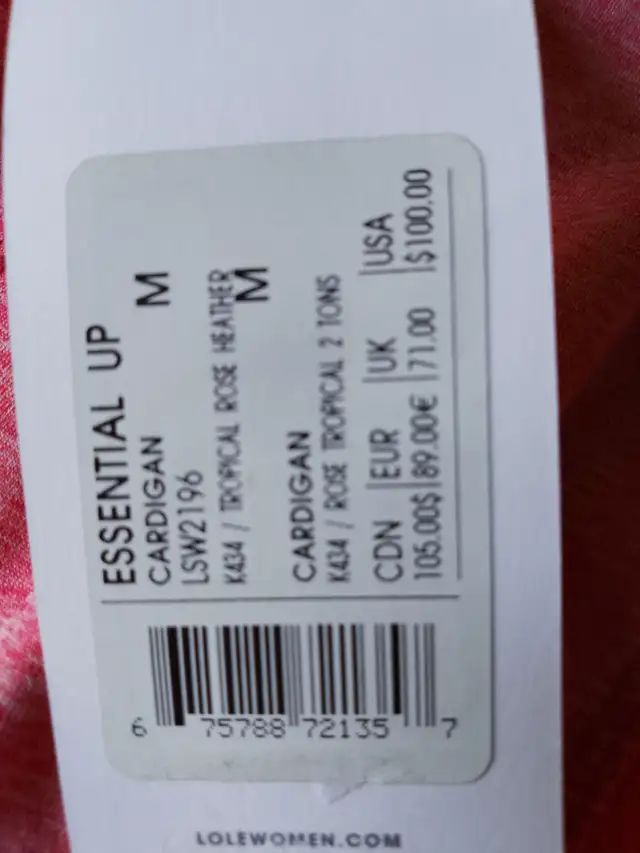 ESSENTIAL UP
CARDIGAN M
LSW2196
K434 / TROPICAL ROSE HEATHER
M
CARDIGAN
K434 / ROSE TROPICAL 2 TONS
CDN | EUR | UK | USA
105.00$ | 89.00€ | 71.00 | $100.00
6 75788 72135 7
LOLEWOMEN.COM